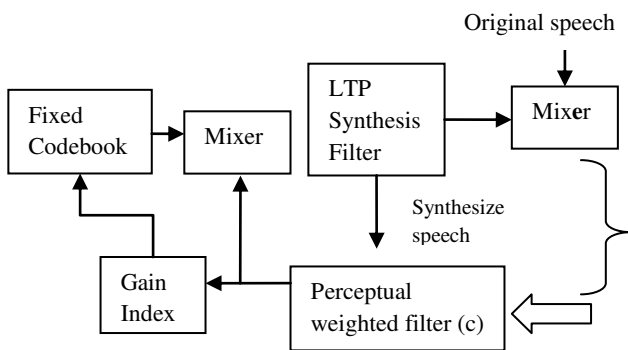 Original speech
Fixed
Codebook
Mixer
LTP
Synthesis
Filter
Mixer
Synthesize
speech
Gain
Index
Perceptual
weighted filter (c)